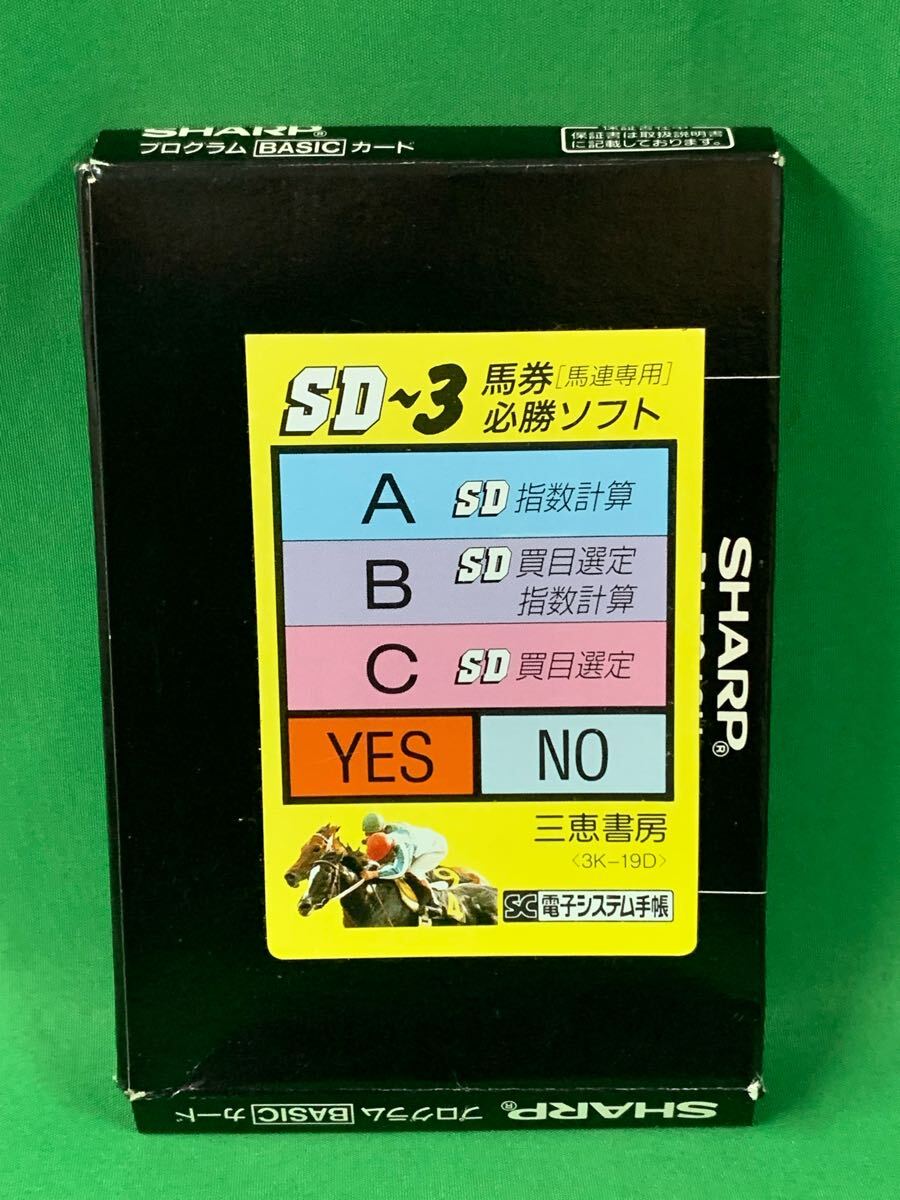 SHARP®
プログラム BASIC カード
保証書は取扱説明書
に記載しております。
SD~3 馬券[馬連専用]
必勝ソフト
A SD 指数計算
B SD 買目選定
指数計算
C SD 買目選定
YES NO
三恵書房
<3K-19D>
SC 電子システム手帳
4
SHARP®
SHARP®
プログラム BASIC カード